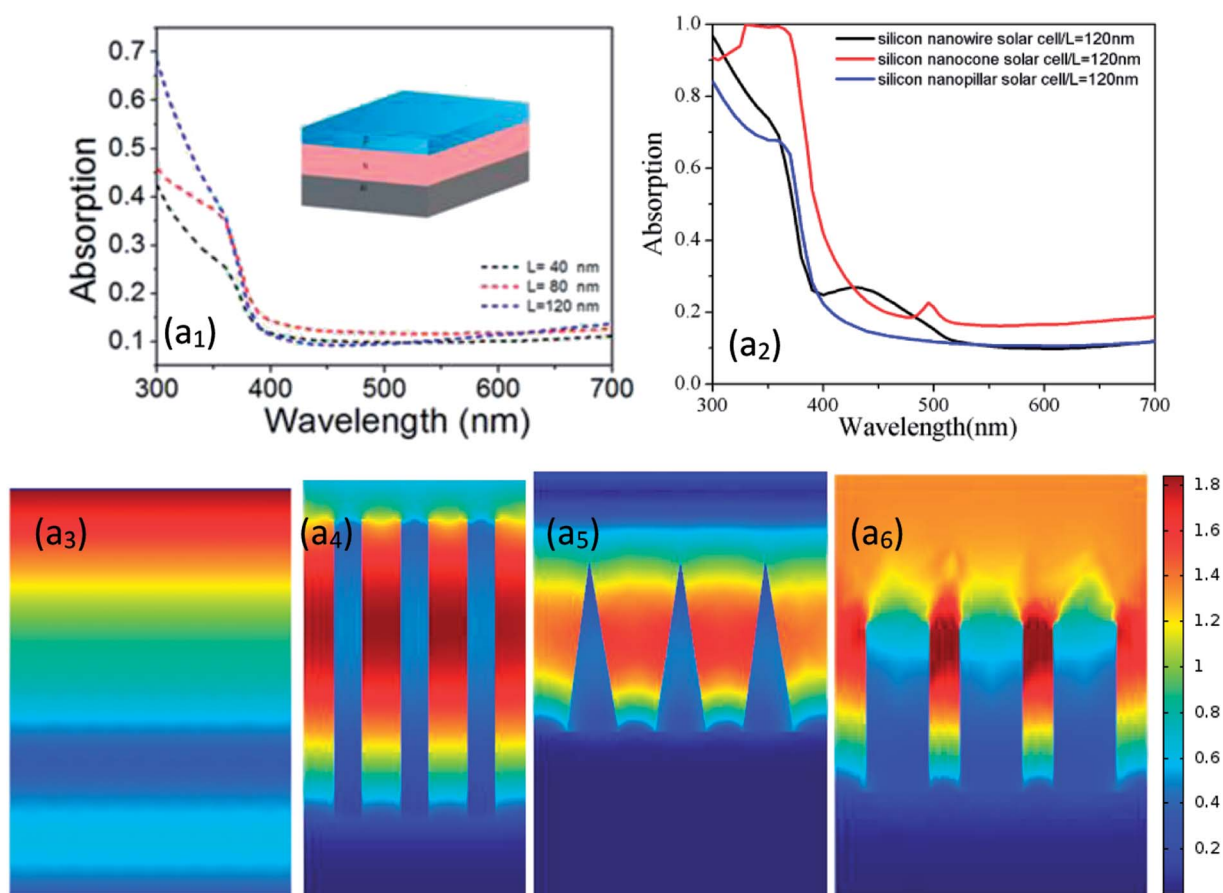 Absorption
0.7
0.6
0.5
0.4
0.3
0.2
0.1
P
(a1)
L= 40 nm
L= 80 nm
L=120 nm
300 400 500 600 700
Wavelength (nm)
Absorption
1.0
0.8
0.6
0.4
0.2
0.0
silicon nanowire solar cell/L=120nm
silicon nanocone solar cell/L=120nm
silicon nanopillar solar cell/L=120nm
(a2)
300 400 500 600 700
Wavelength(nm)
(a3)
(a4)
(a5)
(a6)
1.8
1.6
1.4
1.2
1
0.8
0.6
0.4
0.2